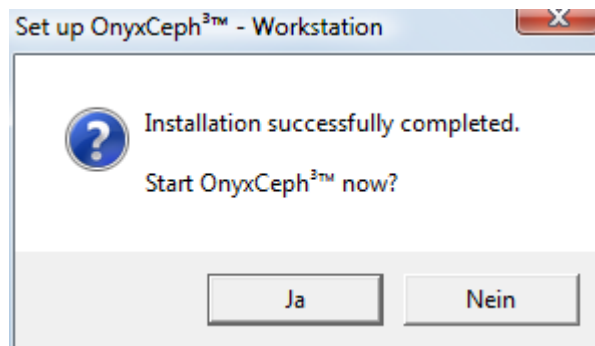 Set up OnyxCeph³™ - Workstation
Installation successfully completed.
Start OnyxCeph³™ now?
Ja
Nein